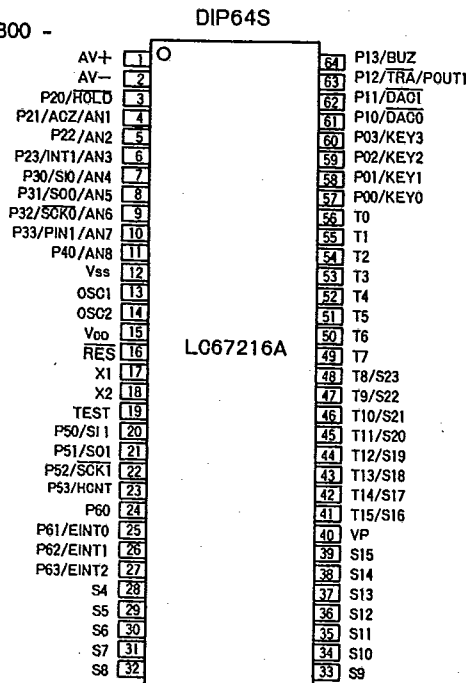 300 -
DIP64S
AV+ 1
AV− 2
P20/HOLD 3
P21/ACZ/AN1 4
P22/AN2 5
P23/INT1/AN3 6
P30/SI0/AN4 7
P31/SO0/AN5 8
P32/SCK0/AN6 9
P33/PIN1/AN7 10
P40/AN8 11
Vss 12
OSC1 13
OSC2 14
VDD 15
RES 16
X1 17
X2 18
TEST 19
P50/SI1 20
P51/SO1 21
P52/SCK1 22
P53/HCNT 23
P60 24
P61/EINT0 25
P62/EINT1 26
P63/EINT2 27
S4 28
S5 29
S6 30
S7 31
S8 32
LC67216A
64 P13/BUZ
63 P12/TRA/POUT1
62 P11/DAC1
61 P10/DAC0
60 P03/KEY3
59 P02/KEY2
58 P01/KEY1
57 P00/KEY0
56 T0
55 T1
54 T2
53 T3
52 T4
51 T5
50 T6
49 T7
48 T8/S23
47 T9/S22
46 T10/S21
45 T11/S20
44 T12/S19
43 T13/S18
42 T14/S17
41 T15/S16
40 VP
39 S15
38 S14
37 S13
36 S12
35 S11
34 S10
33 S9